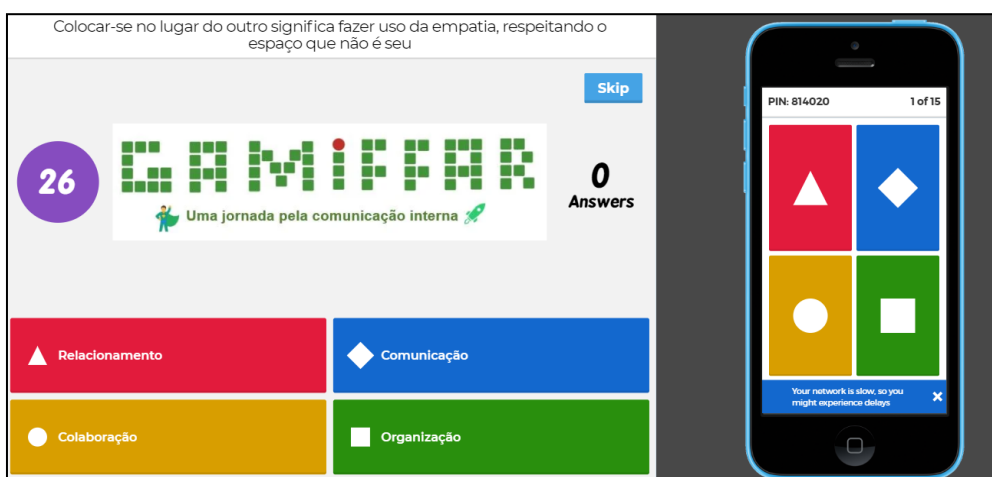 Colocar-se no lugar do outro significa fazer uso da empatia, respeitando o
espaço que não é seu
Skip
26
GAMiFFAR
Uma jornada pela comunicação interna
0
Answers
Relacionamento
Comunicação
Colaboração
Organização
PIN: 814020
1 of 15
Your network is slow, so you
might experience delays